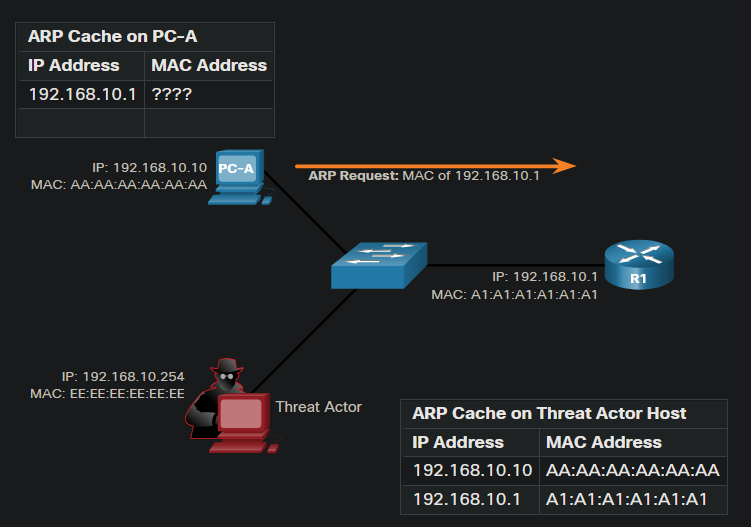 ARP Cache on PC-A
IP Address MAC Address
192.168.10.1 ????
IP: 192.168.10.10
MAC: AA:AA:AA:AA:AA:AA
PC-A
ARP Request: MAC of 192.168.10.1
IP: 192.168.10.1
MAC: A1:A1:A1:A1:A1:A1
R1
IP: 192.168.10.254
MAC: EE:EE:EE:EE:EE:EE
Threat Actor
ARP Cache on Threat Actor Host
IP Address MAC Address
192.168.10.10 AA:AA:AA:AA:AA:AA
192.168.10.1 A1:A1:A1:A1:A1:A1